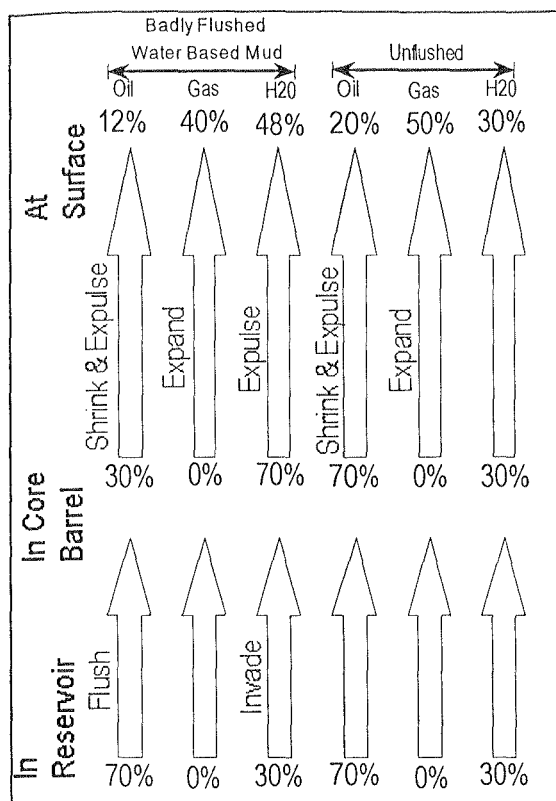 Badly Flushed
Water Based Mud
Unflushed
Oil Gas H20 Oil Gas H20
12% 40% 48% 20% 50% 30%
At
Surface
Shrink & Expulse
Expand
Expulse
Shrink & Expulse
Expand
30% 0% 70% 70% 0% 30%
In Core
Barrel
Flush
Invade
In
Reservoir
70% 0% 30% 70% 0% 30%